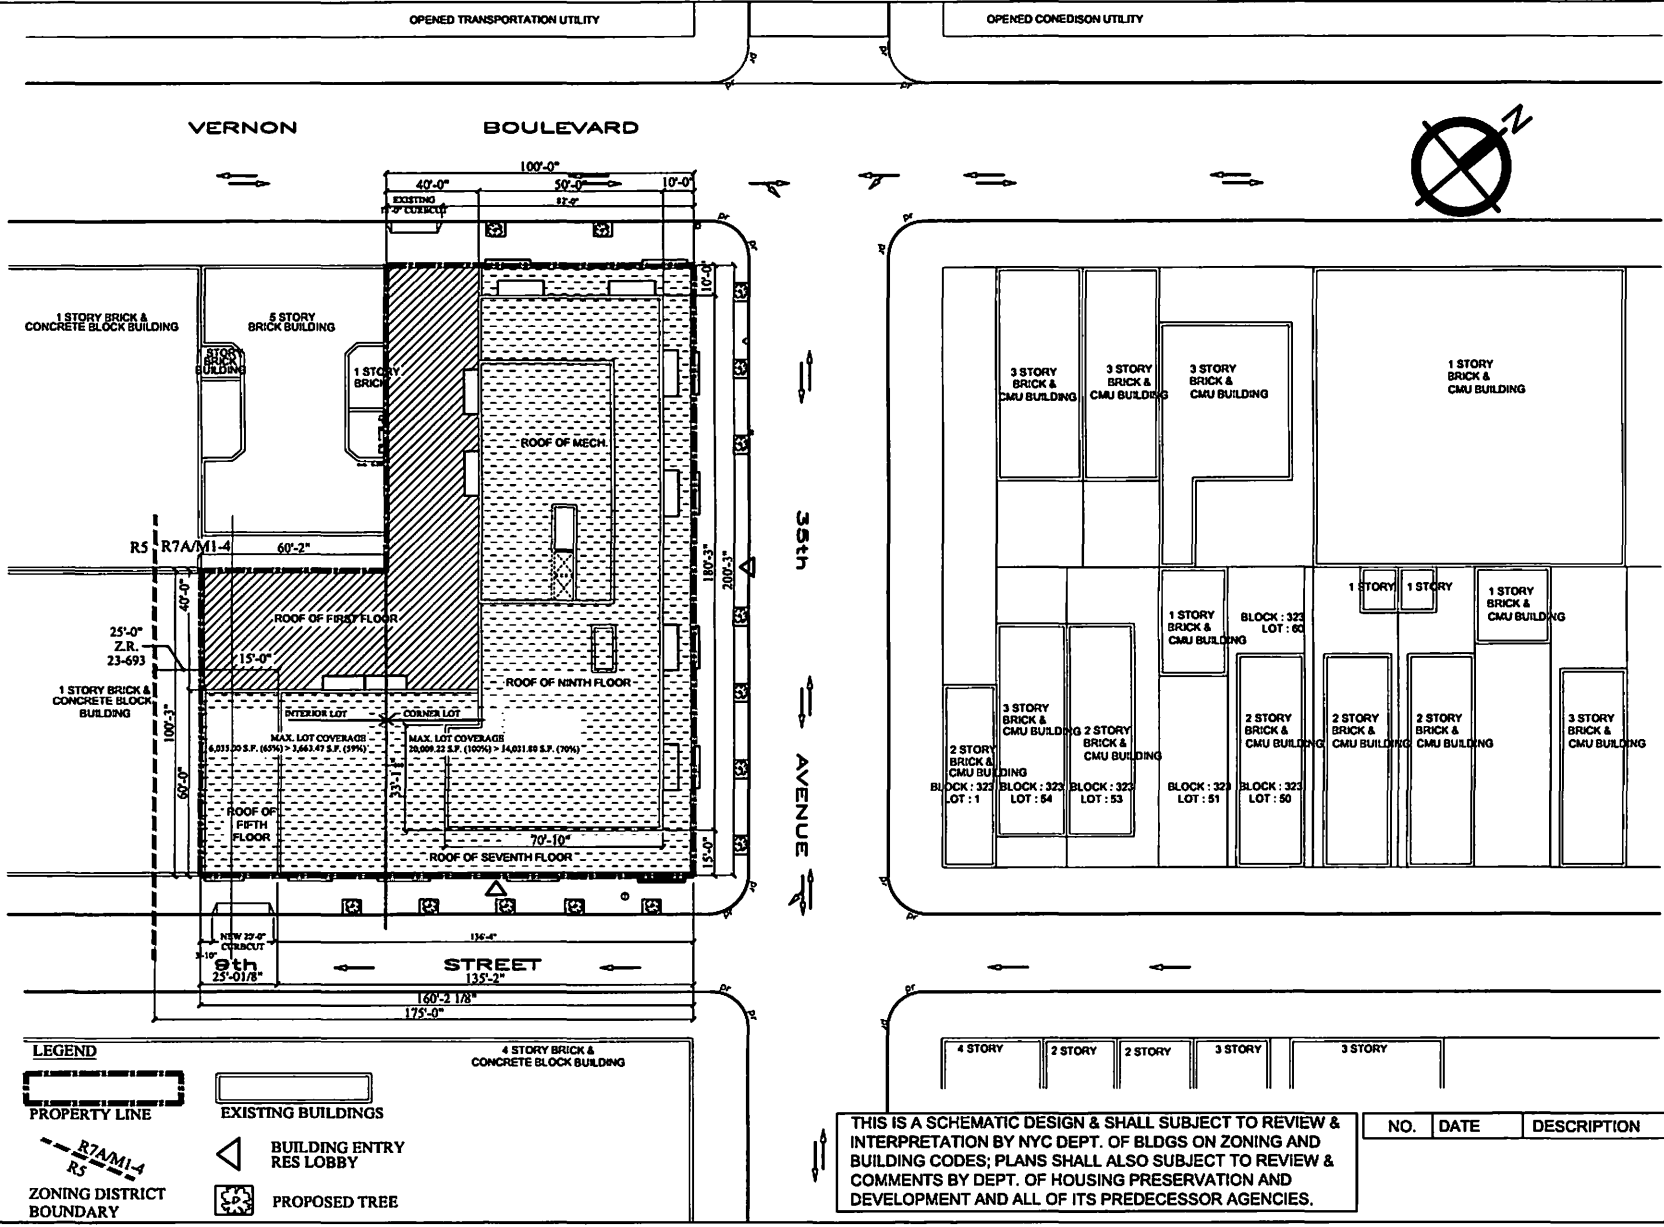 OPENED TRANSPORTATION UTILITY
OPENED CONEDISON UTILITY
VERNON BOULEVARD
N
100'-0"
40'-0"
50'-0"
10'-0"
EXISTING
CURBCUT
10'-0"
1 STORY BRICK &
CONCRETE BLOCK BUILDING
5 STORY
BRICK BUILDING
STORY
BRICK
BUILDING
1 STORY
BRICK
ROOF OF MECH.
35th AVENUE
3 STORY
BRICK &
CMU BUILDING
3 STORY
BRICK &
CMU BUILDING
3 STORY
BRICK &
CMU BUILDING
1 STORY
BRICK &
CMU BUILDING
R5
R7A/M1-4
60'-2"
180'-3"
200'-3"
40'-0"
ROOF OF FIRST FLOOR
25'-0"
Z.R.
23-693
15'-0"
ROOF OF NINTH FLOOR
1 STORY BRICK &
CONCRETE BLOCK
BUILDING
100'-3"
60'-0"
INTERIOR LOT
CORNER LOT
MAX. LOT COVERAGE
MAX. LOT COVERAGE
20,009.22 S.F. (100%) > 14,031.80 S.F. (70%)
ROOF OF
FIFTH
FLOOR
70'-10"
15'-0"
ROOF OF SEVENTH FLOOR
1 STORY
BRICK &
CMU BUILDING
BLOCK : 323
LOT : 60
1 STORY
1 STORY
1 STORY
BRICK &
CMU BUILDING
2 STORY
BRICK &
CMU BUILDING
BLOCK : 323
LOT : 1
3 STORY
BRICK &
CMU BUILDING
BLOCK : 323
LOT : 54
2 STORY
BRICK &
CMU BUILDING
BLOCK : 323
LOT : 53
BLOCK : 323
LOT : 51
2 STORY
BRICK &
CMU BUILDING
BLOCK : 323
LOT : 50
2 STORY
BRICK &
CMU BUILDING
2 STORY
BRICK &
CMU BUILDING
3 STORY
BRICK &
CMU BUILDING
CURBCUT
136'-4"
9th STREET
25'-01/8"
135'-2"
160'-2 1/8"
175'-0"
4 STORY BRICK &
CONCRETE BLOCK BUILDING
4 STORY
2 STORY
2 STORY
3 STORY
3 STORY
LEGEND
PROPERTY LINE
EXISTING BUILDINGS
R7A/M1-4
R5
ZONING DISTRICT
BOUNDARY
BUILDING ENTRY
RES LOBBY
PROPOSED TREE
THIS IS A SCHEMATIC DESIGN & SHALL SUBJECT TO REVIEW &
INTERPRETATION BY NYC DEPT. OF BLDGS ON ZONING AND
BUILDING CODES; PLANS SHALL ALSO SUBJECT TO REVIEW &
COMMENTS BY DEPT. OF HOUSING PRESERVATION AND
DEVELOPMENT AND ALL OF ITS PREDECESSOR AGENCIES.
NO. DATE DESCRIPTION